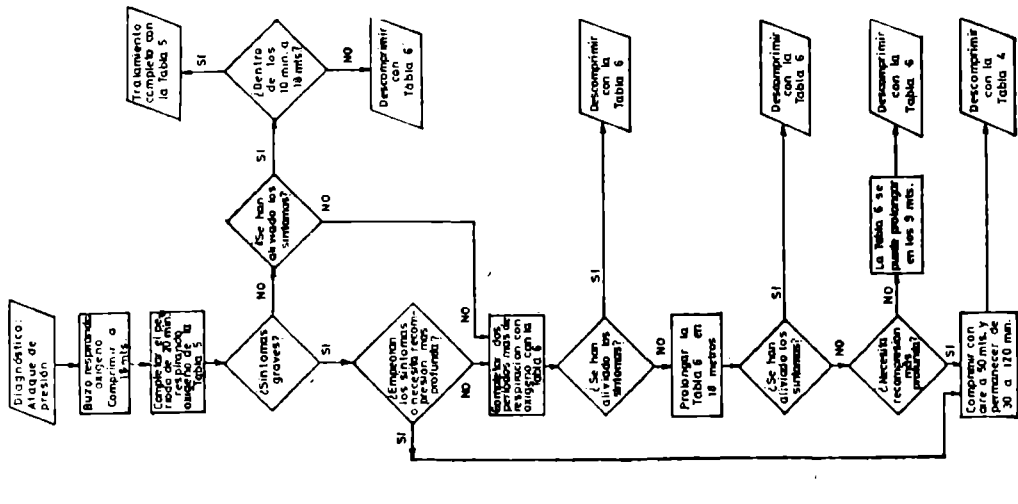 Diagnóstico:
Ataque de
presión
Buzo respirando
oxígeno
Comprimir a
18 mts.
Completar el pe-
ríodo de 20 min.
respirando
oxígeno de la
Tabla 5
¿Síntomas
graves?
NO
SI
¿Se han
aliviado los
síntomas?
SI
NO
¿Dentro
de los
10 min. a
18 mts?
SI
NO
Tratamiento
completo con
la Tabla 5
Descomprimir
con
Tabla 6
¿Empeoran
los síntomas
o necesita recom-
presión más
profunda?
SI
NO
NO
Completar dos
períodos más de
respiración con
oxígeno con la
Tabla 6
¿Se han
aliviado los
síntomas?
SI
NO
Descomprimir
con la
Tabla 6
Prolongar la
Tabla 6 en
18 metros
¿Se han
aliviado los
síntomas?
SI
NO
Descomprimir
con la
Tabla 6
¿Necesita
recompresión
más
profunda?
NO
SI
La Tabla 6 se
puede prolongar
en los 9 mts.
Descomprimir
con la
Tabla 6
Comprimir con
aire a 50 mts. y
permanecer de
30 a 120 min.
Descomprimir
con la
Tabla 4